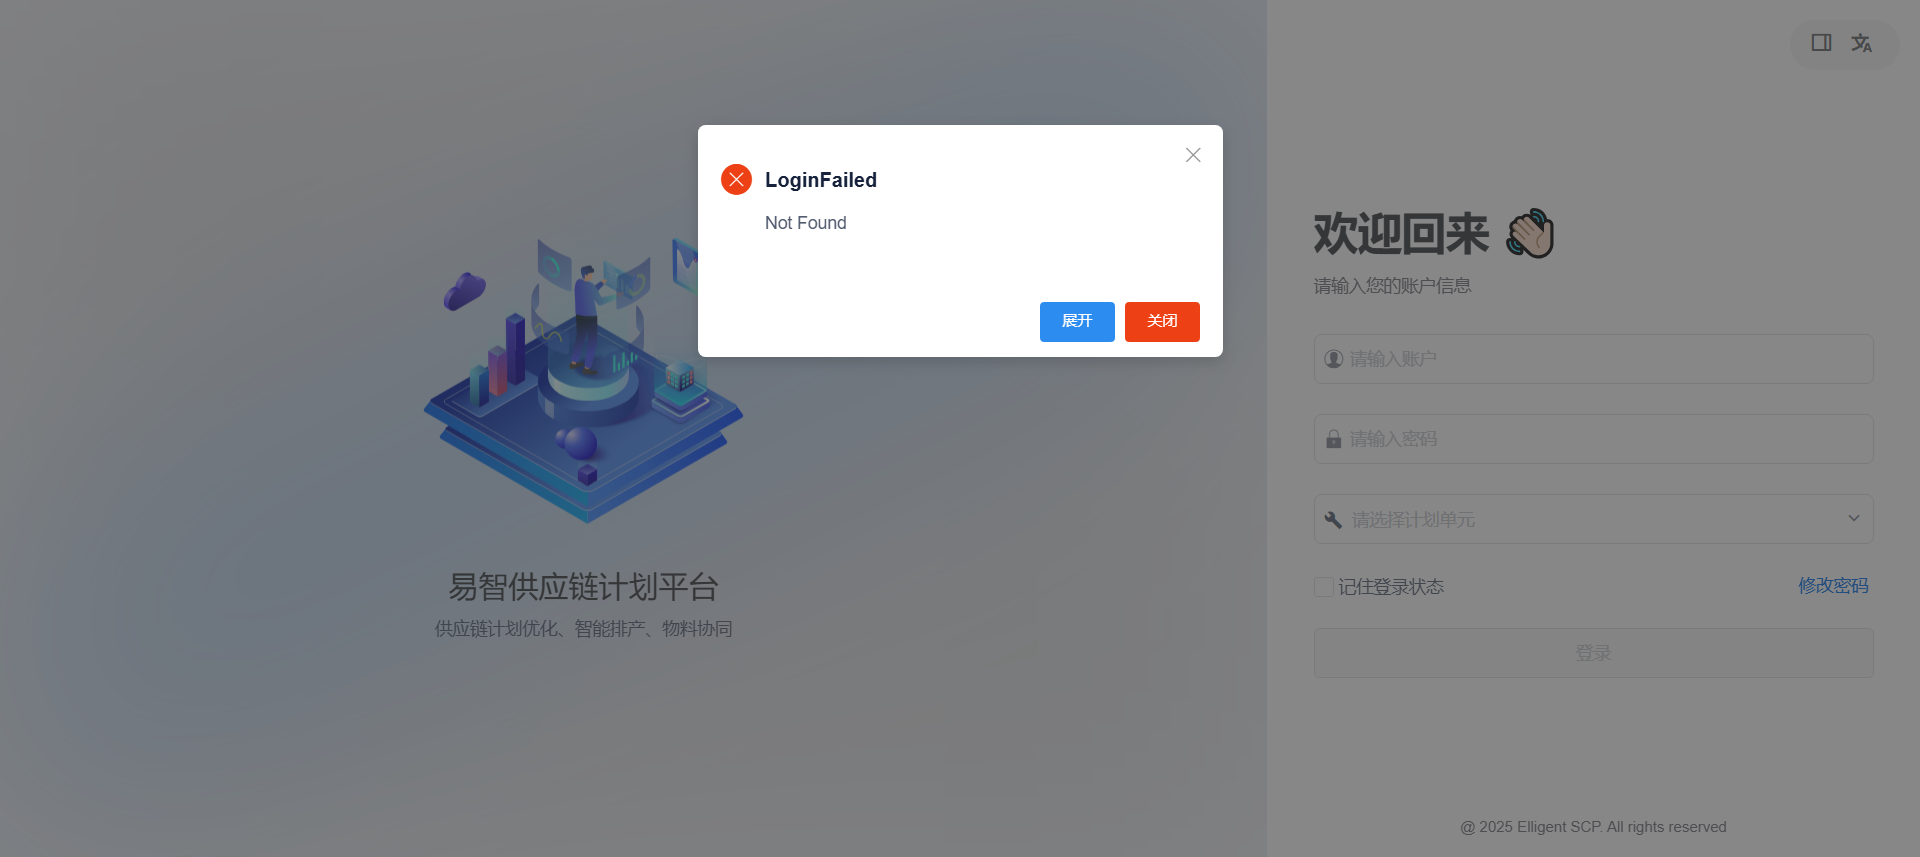 LoginFailed
Not Found
展开
关闭
易智供应链计划平台
供应链计划优化、智能排产、物料协同
欢迎回来
请输入您的账户信息
请输入账户
请输入密码
请选择计划单元
记住登录状态
修改密码
登录
@ 2025 Elligent SCP. All rights reserved